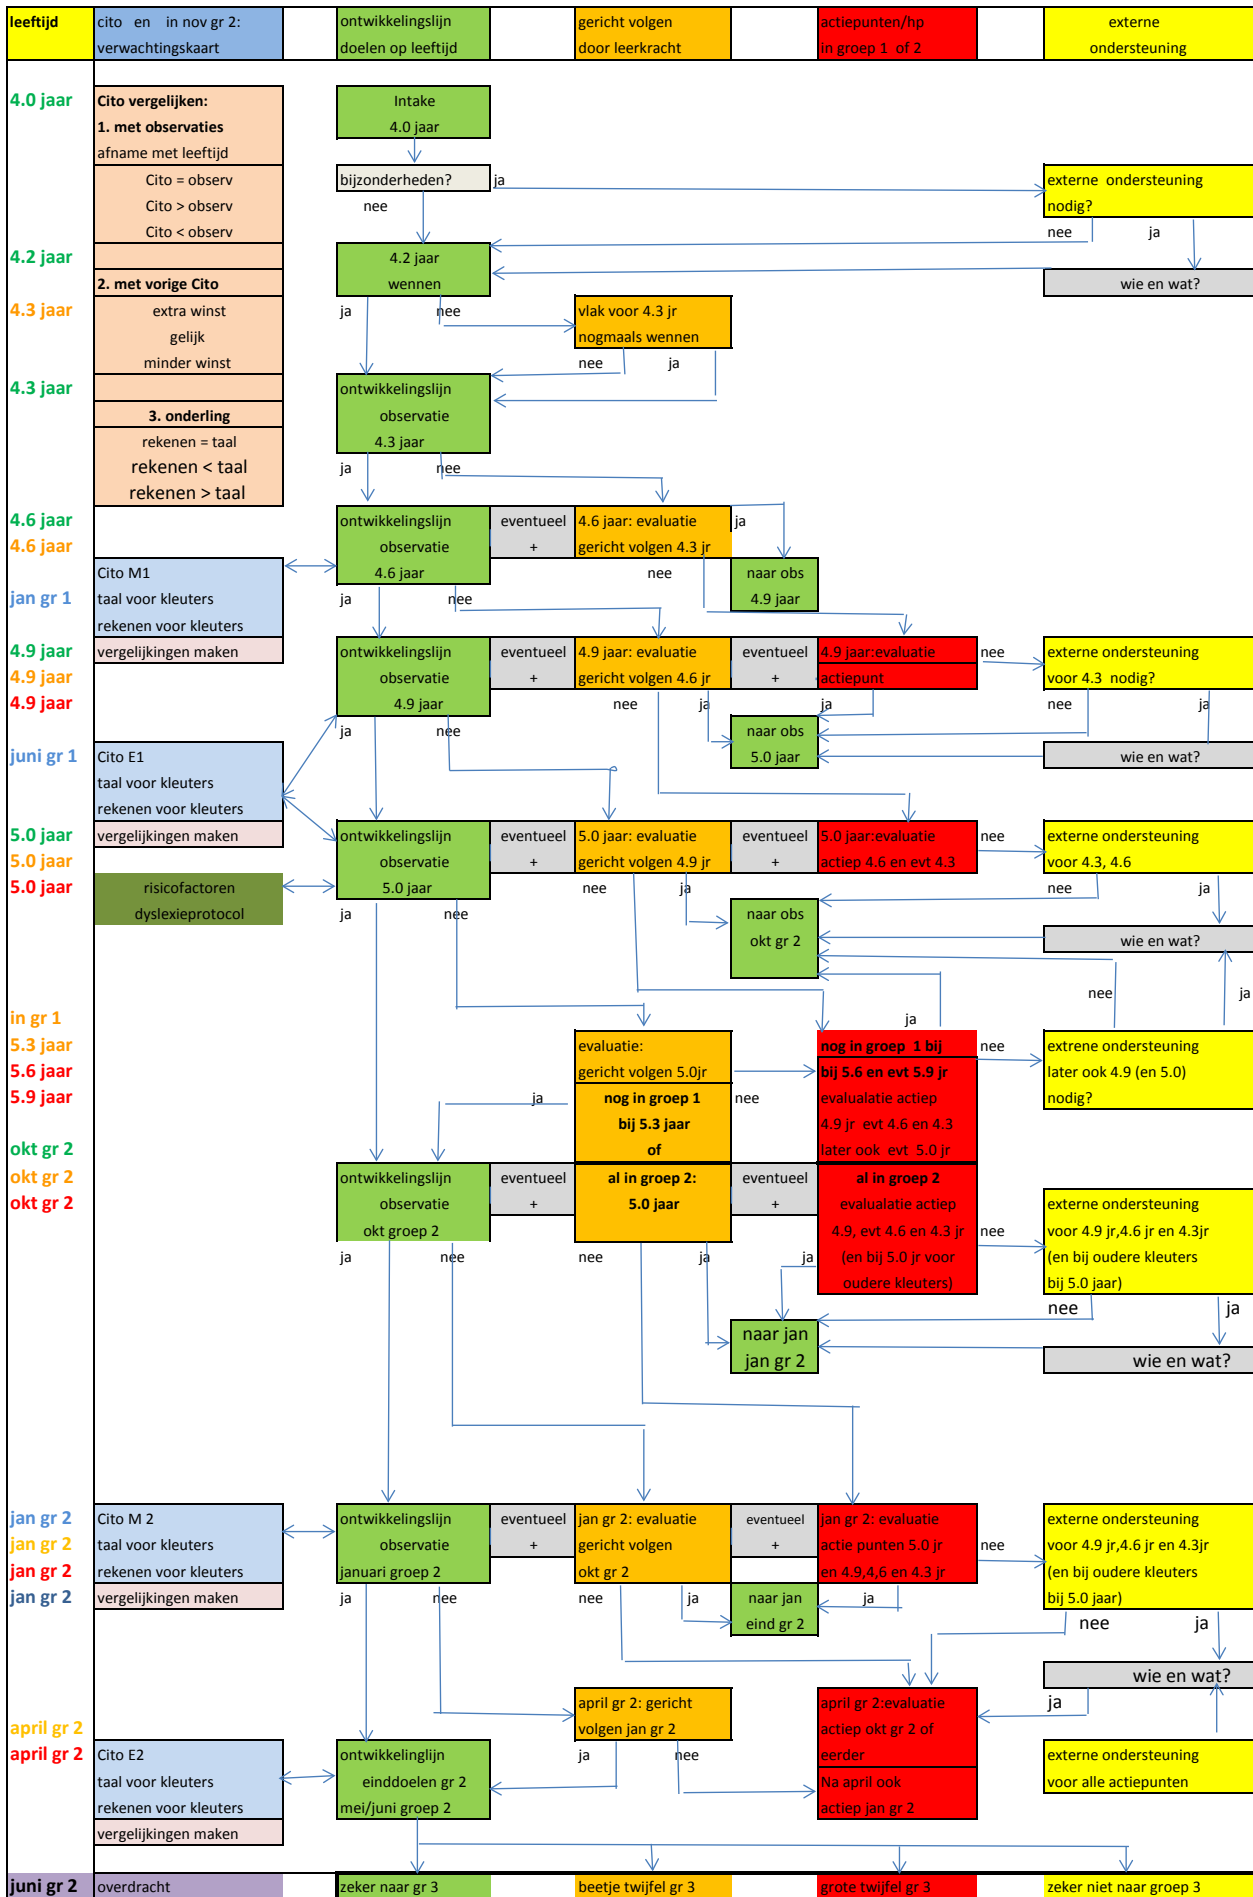 leeftijd
cito en in nov gr 2:
verwachtingskaart
ontwikkelingslijn
doelen op leeftijd
gericht volgen
door leerkracht
actiepunten/hp
in groep 1 of 2
externe
ondersteuning
4.0 jaar
Cito vergelijken:
1. met observaties
afname met leeftijd
Cito = observ
Cito > observ
Cito < observ
Intake
4.0 jaar
bijzonderheden?
ja
nee
externe ondersteuning
nodig?
nee
ja
wie en wat?
4.2 jaar
4.2 jaar
wennen
ja
nee
2. met vorige Cito
extra winst
gelijk
minder winst
4.3 jaar
vlak voor 4.3 jr
nogmaals wennen
nee
ja
4.3 jaar
3. onderling
rekenen = taal
rekenen < taal
rekenen > taal
ontwikkelingslijn
observatie
4.3 jaar
ja
nee
4.6 jaar
4.6 jaar
ontwikkelingslijn
observatie
4.6 jaar
eventueel
+
4.6 jaar: evaluatie
gericht volgen 4.3 jr
ja
nee
naar obs
4.9 jaar
jan gr 1
Cito M1
taal voor kleuters
rekenen voor kleuters
vergelijkingen maken
ja
nee
4.9 jaar
4.9 jaar
4.9 jaar
ontwikkelingslijn
observatie
4.9 jaar
eventueel
+
4.9 jaar: evaluatie
gericht volgen 4.6 jr
eventueel
+
4.9 jaar:evaluatie
actiepunt
nee
externe ondersteuning
voor 4.3 nodig?
nee
ja
ja
nee
ja
ja
naar obs
5.0 jaar
wie en wat?
juni gr 1
Cito E1
taal voor kleuters
rekenen voor kleuters
vergelijkingen maken
5.0 jaar
5.0 jaar
5.0 jaar
ontwikkelingslijn
observatie
5.0 jaar
eventueel
+
5.0 jaar: evaluatie
gericht volgen 4.9 jr
eventueel
+
5.0 jaar:evaluatie
actiep 4.6 en evt 4.3
nee
externe ondersteuning
voor 4.3, 4.6
nee
ja
risicofactoren
dyslexieprotocol
ja
nee
nee
ja
naar obs
okt gr 2
wie en wat?
nee
ja
ja
in gr 1
5.3 jaar
5.6 jaar
5.9 jaar
evaluatie:
gericht volgen 5.0jr
nog in groep 1
bij 5.3 jaar
of
ja
nee
nog in groep 1 bij
bij 5.6 en evt 5.9 jr
evalualatie actiep
4.9 jr evt 4.6 en 4.3
later ook evt 5.0 jr
nee
extrene ondersteuning
later ook 4.9 (en 5.0)
nodig?
okt gr 2
okt gr 2
okt gr 2
ontwikkelingslijn
observatie
okt groep 2
eventueel
+
al in groep 2:
5.0 jaar
eventueel
+
al in groep 2
evalualatie actiep
4.9, evt 4.6 en 4.3 jr
(en bij 5.0 jr voor
oudere kleuters)
nee
externe ondersteuning
voor 4.9 jr,4.6 jr en 4.3jr
(en bij oudere kleuters
bij 5.0 jaar)
ja
nee
nee
ja
ja
nee
ja
naar jan
jan gr 2
wie en wat?
jan gr 2
jan gr 2
jan gr 2
jan gr 2
Cito M 2
taal voor kleuters
rekenen voor kleuters
vergelijkingen maken
ontwikkelingslijn
observatie
januari groep 2
eventueel
+
jan gr 2: evaluatie
gericht volgen
okt gr 2
eventueel
+
jan gr 2: evaluatie
actie punten 5.0 jr
en 4.9,4,6 en 4.3 jr
nee
externe ondersteuning
voor 4.9 jr,4.6 jr en 4.3jr
(en bij oudere kleuters
bij 5.0 jaar)
ja
nee
nee
ja
naar jan
eind gr 2
ja
nee
ja
wie en wat?
ja
april gr 2
april gr 2
april gr 2: gericht
volgen jan gr 2
ja
nee
april gr 2:evaluatie
actiep okt gr 2 of
eerder
Na april ook
actiep jan gr 2
externe ondersteuning
voor alle actiepunten
Cito E2
taal voor kleuters
rekenen voor kleuters
vergelijkingen maken
ontwikkelinglijn
einddoelen gr 2
mei/juni groep 2
juni gr 2
overdracht
zeker naar gr 3
beetje twijfel gr 3
grote twijfel gr 3
zeker niet naar groep 3